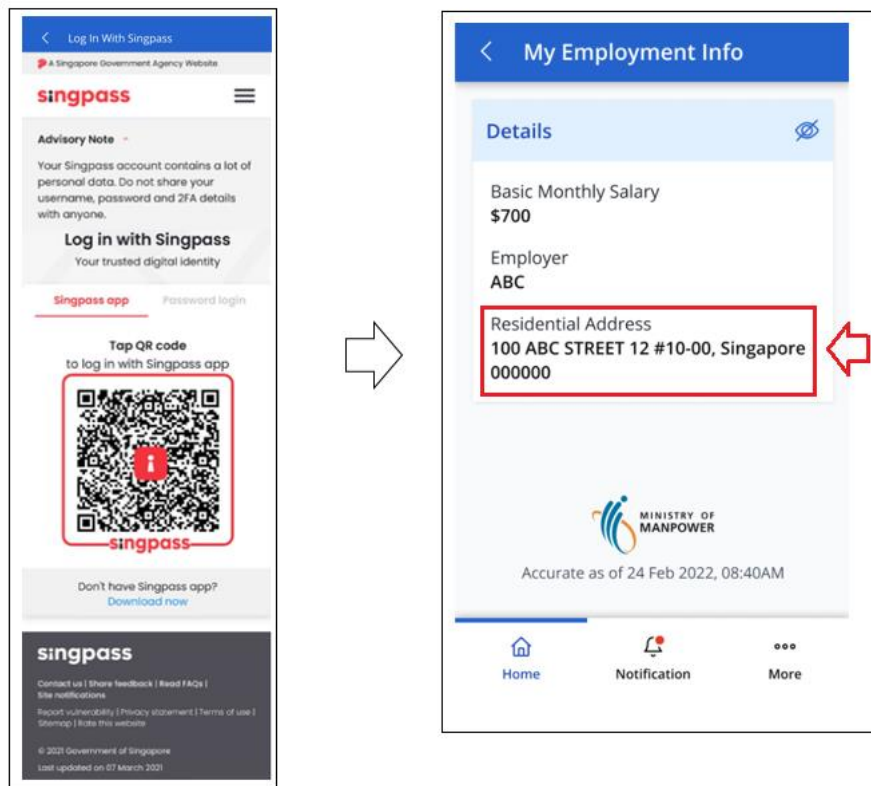 Log In With Singpass
A Singapore Government Agency Website
singpass
Advisory Note
Your Singpass account contains a lot of
personal data. Do not share your
username, password and 2FA details
with anyone.
Log in with Singpass
Your trusted digital identity
Singpass app Password login
Tap QR code
to log in with Singpass app
singpass
Don't have Singpass app?
Download now
singpass
Contact us | Share feedback | Read FAQs |
Site notifications
Report vulnerability | Privacy statement | Terms of use |
Sitemap | Rate this website
© 2021 Government of Singapore
Last updated on 07 March 2021
My Employment Info
Details
Basic Monthly Salary
$700
Employer
ABC
Residential Address
100 ABC STREET 12 #10-00, Singapore
000000
MINISTRY OF
MANPOWER
Accurate as of 24 Feb 2022, 08:40AM
Home Notification More